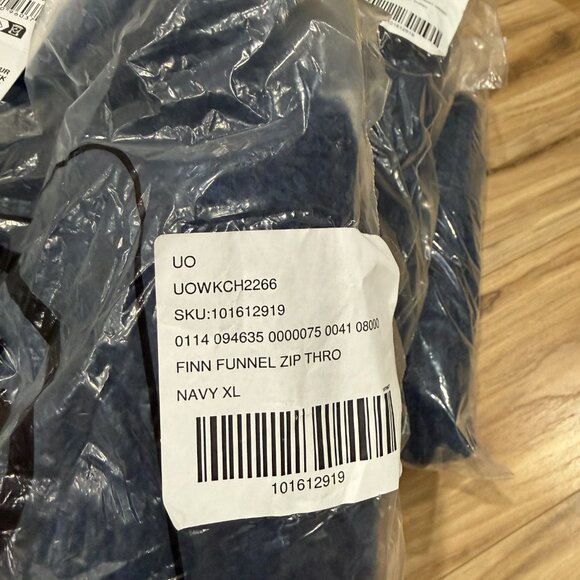 UO
UOWKCH2266
SKU:101612919
0114 094635 0000075 0041 08000
FINN FUNNEL ZIP THRO
NAVY XL
101612919